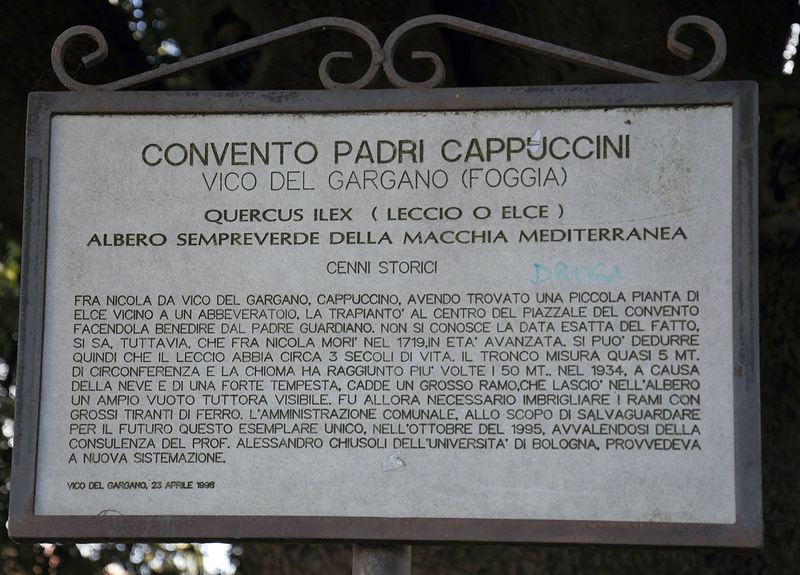 CONVENTO PADRI CAPPUCCINI
VICO DEL GARGANO (FOGGIA)
QUERCUS ILEX ( LECCIO O ELCE )
ALBERO SEMPREVERDE DELLA MACCHIA MEDITERRANEA
CENNI STORICI
DROGA
FRA NICOLA DA VICO DEL GARGANO, CAPPUCCINO, AVENDO TROVATO UNA PICCOLA PIANTA DI
ELCE VICINO A UN ABBEVERATOIO, LA TRAPIANTO' AL CENTRO DEL PIAZZALE DEL CONVENTO
FACENDOLA BENEDIRE DAL PADRE GUARDIANO. NON SI CONOSCE LA DATA ESATTA DEL FATTO,
SI SA, TUTTAVIA, CHE FRA NICOLA MORI' NEL 1719,IN ETA' AVANZATA. SI PUO' DEDURRE
QUINDI CHE IL LECCIO ABBIA CIRCA 3 SECOLI DI VITA. IL TRONCO MISURA QUASI 5 MT.
DI CIRCONFERENZA E LA CHIOMA HA RAGGIUNTO PIU' VOLTE I 50 MT.. NEL 1934, A CAUSA
DELLA NEVE E DI UNA FORTE TEMPESTA, CADDE UN GROSSO RAMO,CHE LASCIO' NELL'ALBERO
UN AMPIO VUOTO TUTTORA VISIBILE. FU ALLORA NECESSARIO IMBRIGLIARE I RAMI CON
GROSSI TIRANTI DI FERRO. L'AMMINISTRAZIONE COMUNALE, ALLO SCOPO DI SALVAGUARDARE
PER IL FUTURO QUESTO ESEMPLARE UNICO, NELL'OTTOBRE DEL 1995, AVVALENDOSI DELLA
CONSULENZA DEL PROF. ALESSANDRO CHIUSOLI DELL'UNIVERSITA' DI BOLOGNA, PROVVEDEVA
A NUOVA SISTEMAZIONE.
VICO DEL GARGANO, 23 APRILE 1996